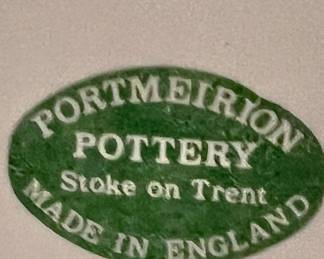 PORTMEIRION
POTTERY
Stoke on Trent
MADE IN ENGLAND